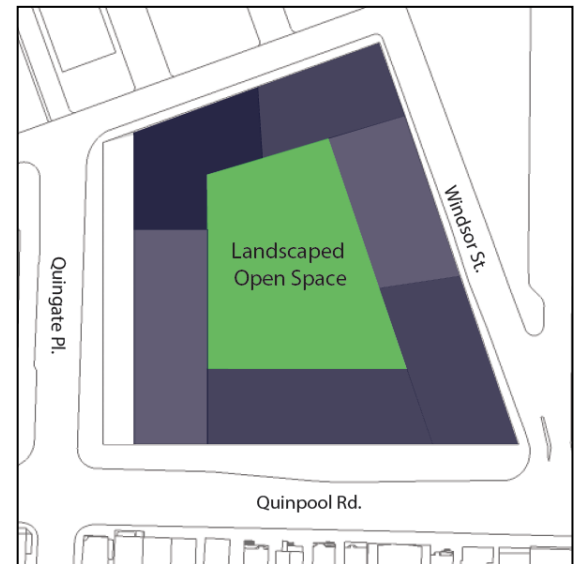 Landscaped
Open Space
Windsor St.
Quingate Pl.
Quinpool Rd.